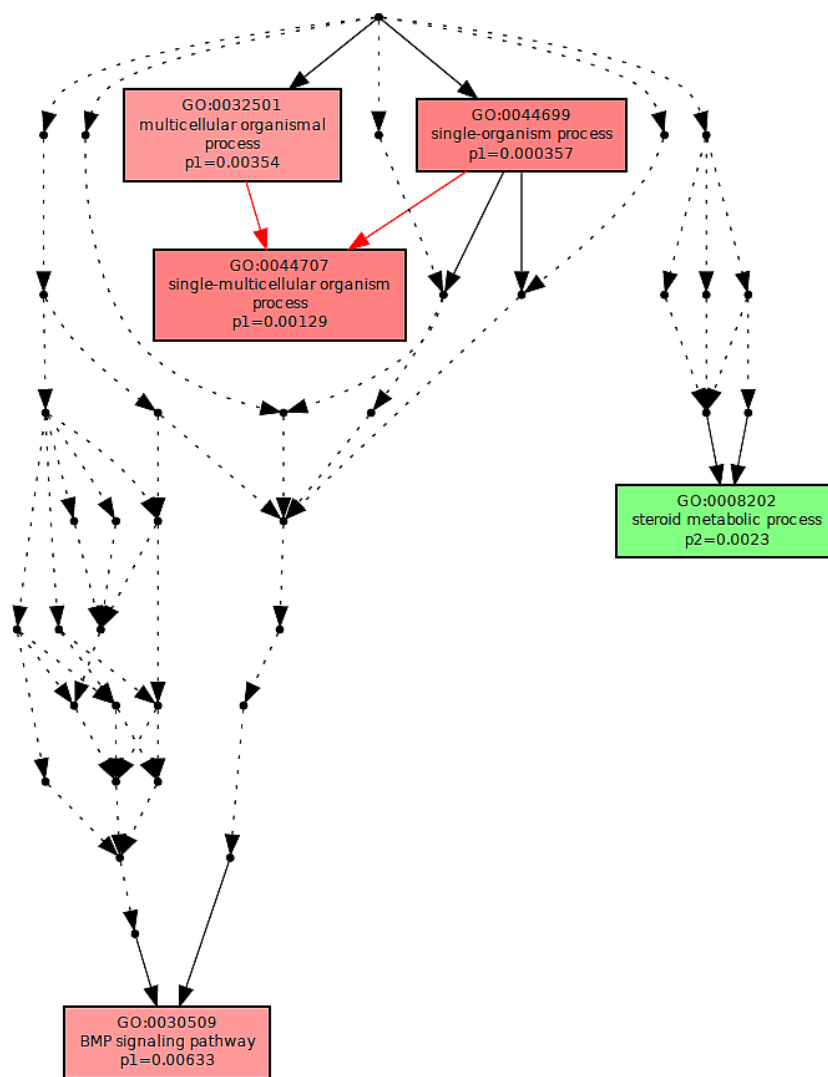 GO:0032501
multicellular organismal
process
p1=0.00354
GO:0044699
single-organism process
p1=0.000357
GO:0044707
single-multicellular organism
process
p1=0.00129
GO:0008202
steroid metabolic process
p2=0.0023
GO:0030509
BMP signaling pathway
p1=0.00633